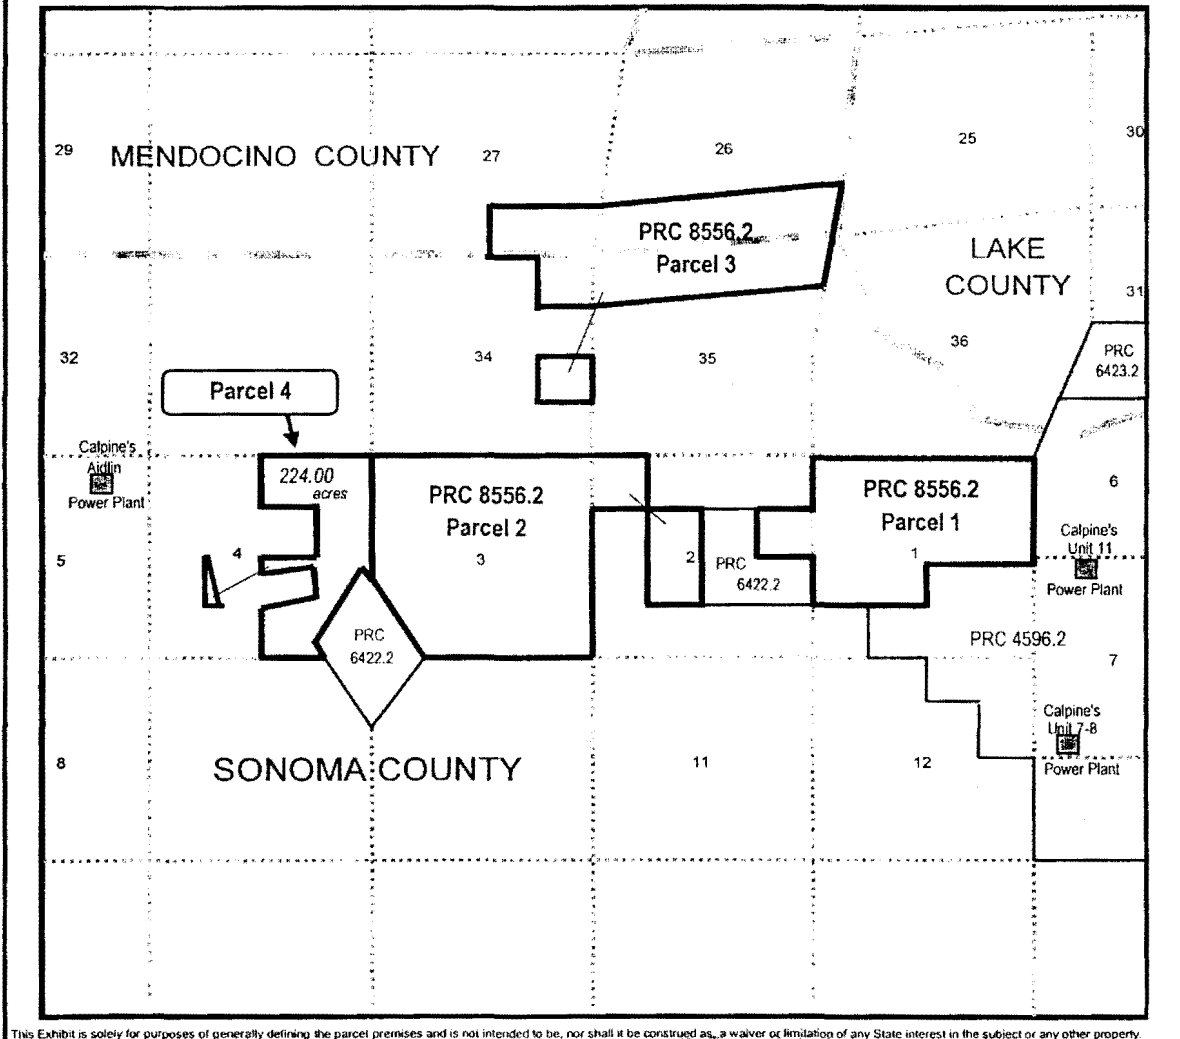 29
MENDOCINO COUNTY
27
26
25
30
PRC 8556.2
Parcel 3
LAKE
COUNTY
31
32
34
35
36
PRC
6423.2
Parcel 4
Calpine's
Aidlin
Power Plant
224.00
acres
PRC 8556.2
Parcel 2
PRC 8556.2
Parcel 1
6
5
4
3
2
1
PRC
6422.2
Calpine's
Unit 11
Power Plant
PRC
6422.2
PRC 4596.2
7
Calpine's
Unit 7-8
Power Plant
8
SONOMA COUNTY
11
12
This Exhibit is solely for purposes of generally defining the parcel premises and is not intended to be, nor shall it be construed as, a waiver or limitation of any State interest in the subject or any other property.